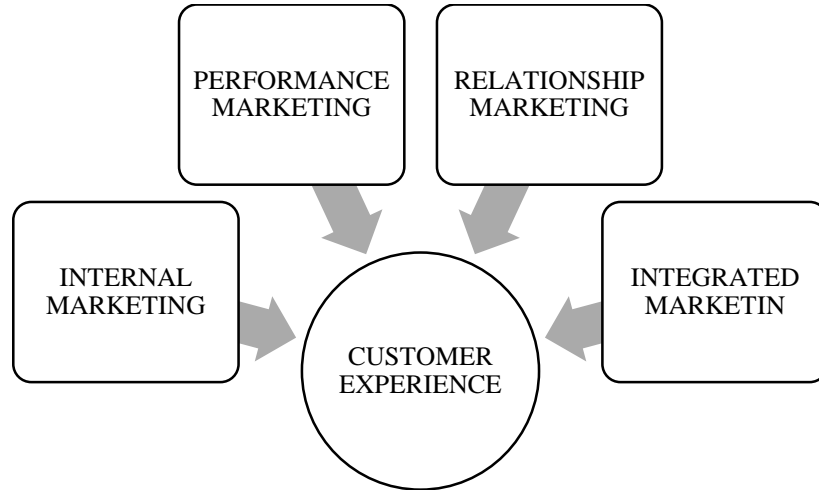 PERFORMANCE
MARKETING
RELATIONSHIP
MARKETING
INTERNAL
MARKETING
INTEGRATED
MARKETIN
CUSTOMER
EXPERIENCE